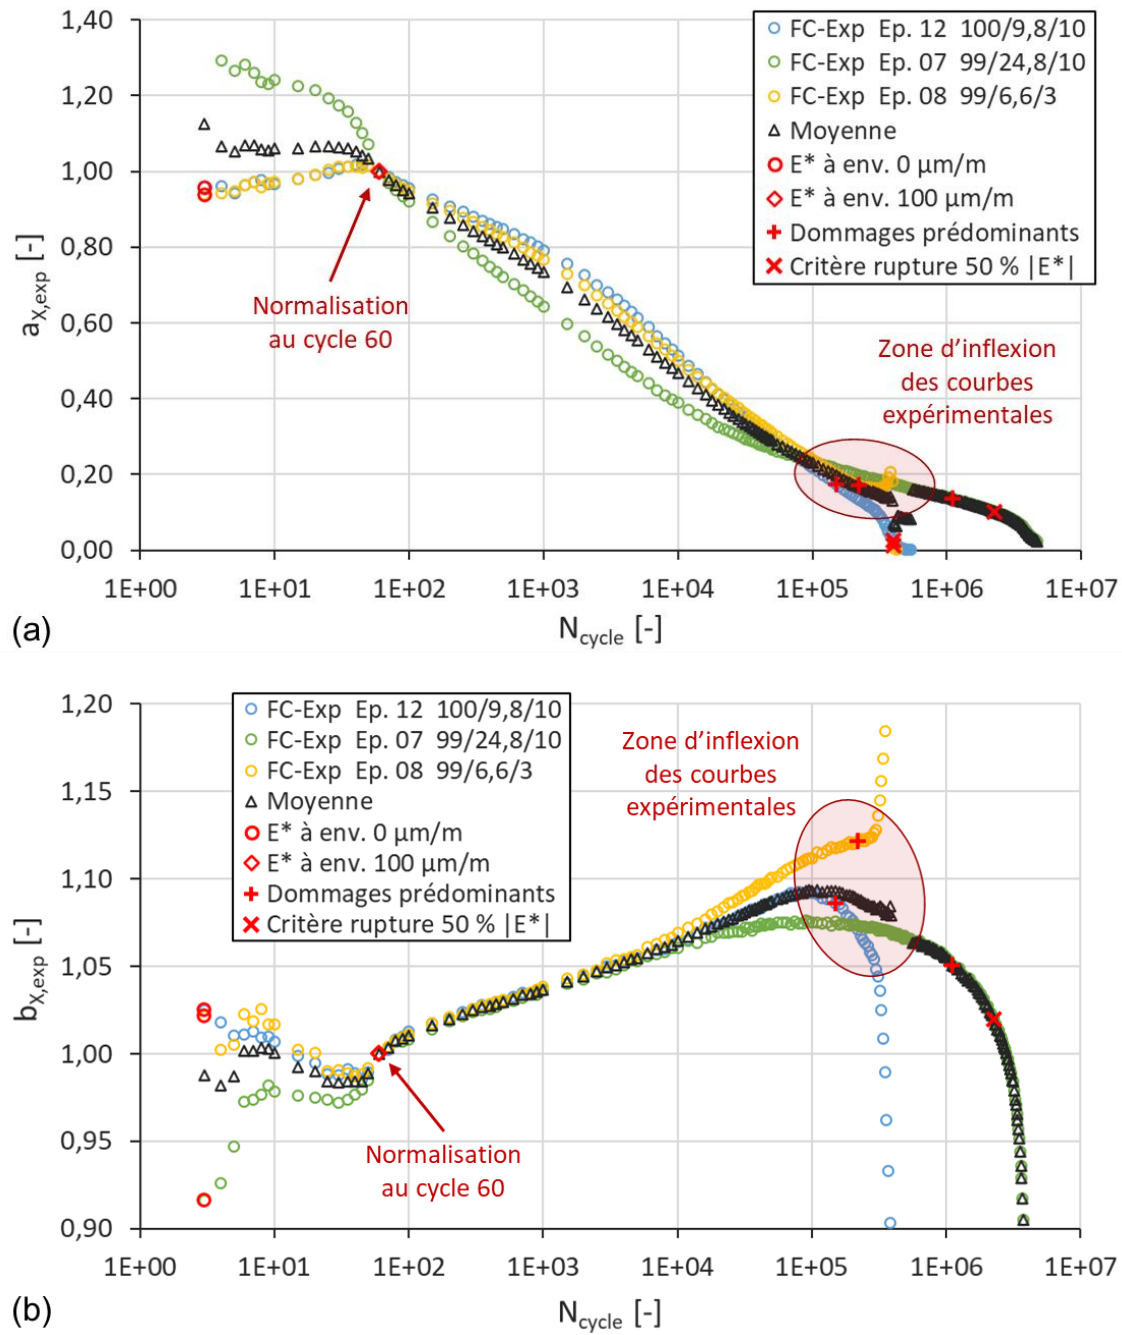 1,40
1,20
1,00
0,80
0,60
0,40
0,20
0,00
a_X,exp [-]
FC-Exp Ep. 12 100/9,8/10
FC-Exp Ep. 07 99/24,8/10
FC-Exp Ep. 08 99/6,6/3
Moyenne
E* à env. 0 µm/m
E* à env. 100 µm/m
Dommages prédominants
Critère rupture 50 % |E*|
Normalisation
au cycle 60
Zone d’inflexion
des courbes
expérimentales
1E+00 1E+01 1E+02 1E+03 1E+04 1E+05 1E+06 1E+07
N_cycle [-]
(a)
1,20
1,15
1,10
1,05
1,00
0,95
0,90
b_X,exp [-]
FC-Exp Ep. 12 100/9,8/10
FC-Exp Ep. 07 99/24,8/10
FC-Exp Ep. 08 99/6,6/3
Moyenne
E* à env. 0 µm/m
E* à env. 100 µm/m
Dommages prédominants
Critère rupture 50 % |E*|
Zone d’inflexion
des courbes
expérimentales
Normalisation
au cycle 60
1E+00 1E+01 1E+02 1E+03 1E+04 1E+05 1E+06 1E+07
N_cycle [-]
(b)